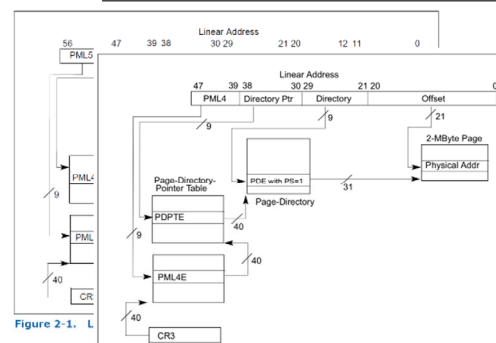 Linear Address
56 47 39 38 30 29 21 20 12 11 0
PML5
PML4
9
PML
40
CR
Figure 2-1. L
Linear Address
47 39 38 30 29 21 20 0
PML4 Directory Ptr Directory Offset
9 9 21
2-MByte Page
Physical Addr
PDE with PS=1
31
Page-Directory
Page-Directory-
Pointer Table
PDPTE
40
9
40
PML4E
40
CR3